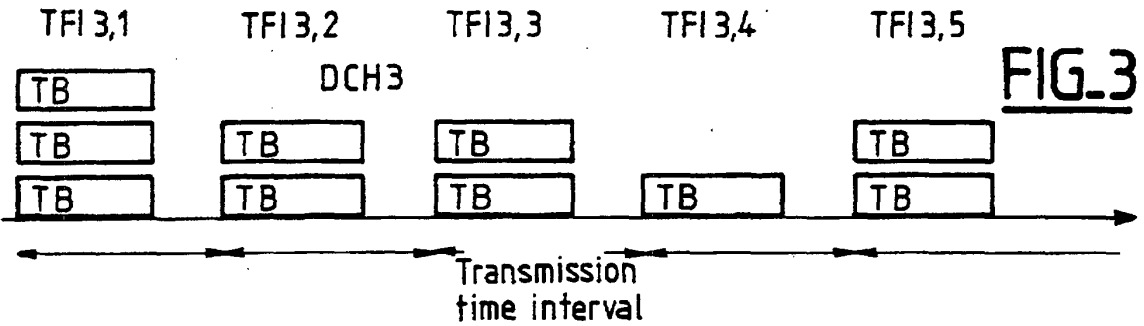 TFI 3,1 TFI 3,2 TFI 3,3 TFI 3,4 TFI 3,5
DCH3
FIG_3
TB
TB TB TB TB
TB TB TB TB TB
Transmission
time interval